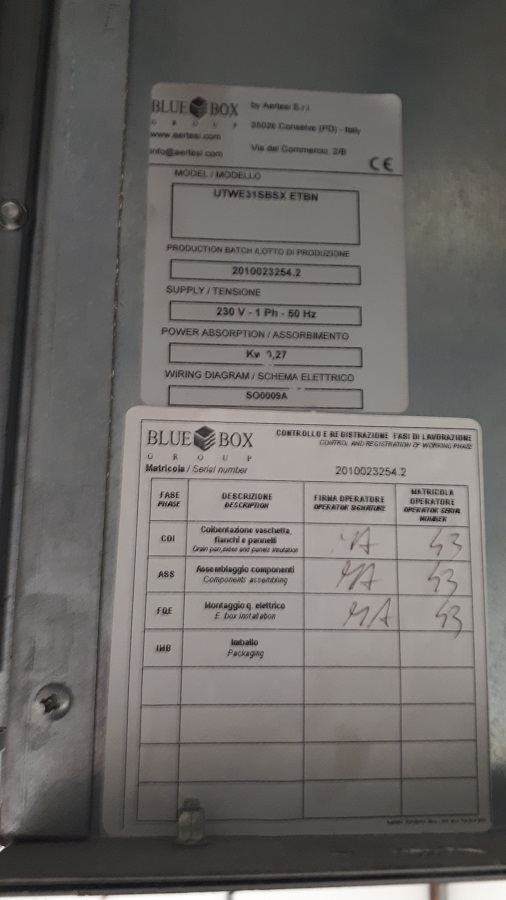 BLUE BOX
GROUP
by Aertesi S.r.l
35026 Conselve (PD) - Italy
www.aertesi.com
Via del Commercio, 2/B
info@aertesi.com
CE
MODEL / MODELLO
UTWE31SBSX ETBN
PRODUCTION BATCH /LOTTO DI PRODUZIONE
2010023254.2
SUPPLY / TENSIONE
230 V - 1 Ph - 50 Hz
POWER ABSORPTION / ASSORBIMENTO
Kw 0,27
WIRING DIAGRAM / SCHEMA ELETTRICO
SO0009A
BLUE BOX
GROUP
CONTROLLO E REGISTRAZIONE FASI DI LAVORAZIONE
CONTROL AND REGISTRATION OF WORKING PHASE
Matricola / Serial number 2010023254.2
FASE DESCRIZIONE FIRMA OPERATORE MATRICOLA OPERATORE
PHASE DESCRIPTION OPERATOR SIGNATURE OPERATOR SERIAL NUMBER
COI Coibentazione vaschetta, fianchi e pannelli MA 43
Drain pan, sides and panels insulation
ASS Assemblaggio componenti MA 43
Components assembling
FQE Montaggio q. elettrico MA 43
E. box installation
IMB Imballo
Packaging